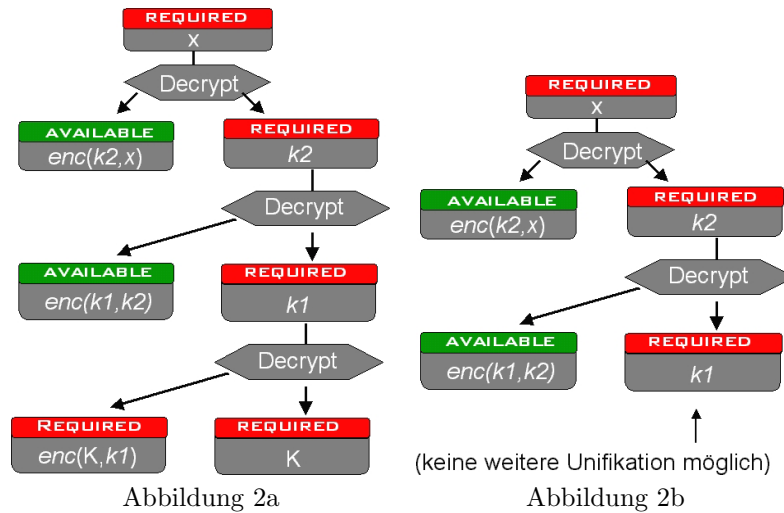 REQUIRED
x
Decrypt
AVAILABLE
enc(k2,x)
REQUIRED
k2
Decrypt
AVAILABLE
enc(k1,k2)
REQUIRED
k1
Decrypt
REQUIRED
enc(K,k1)
REQUIRED
K
Abbildung 2a
REQUIRED
x
Decrypt
AVAILABLE
enc(k2,x)
REQUIRED
k2
Decrypt
AVAILABLE
enc(k1,k2)
REQUIRED
k1
(keine weitere Unifikation möglich)
Abbildung 2b